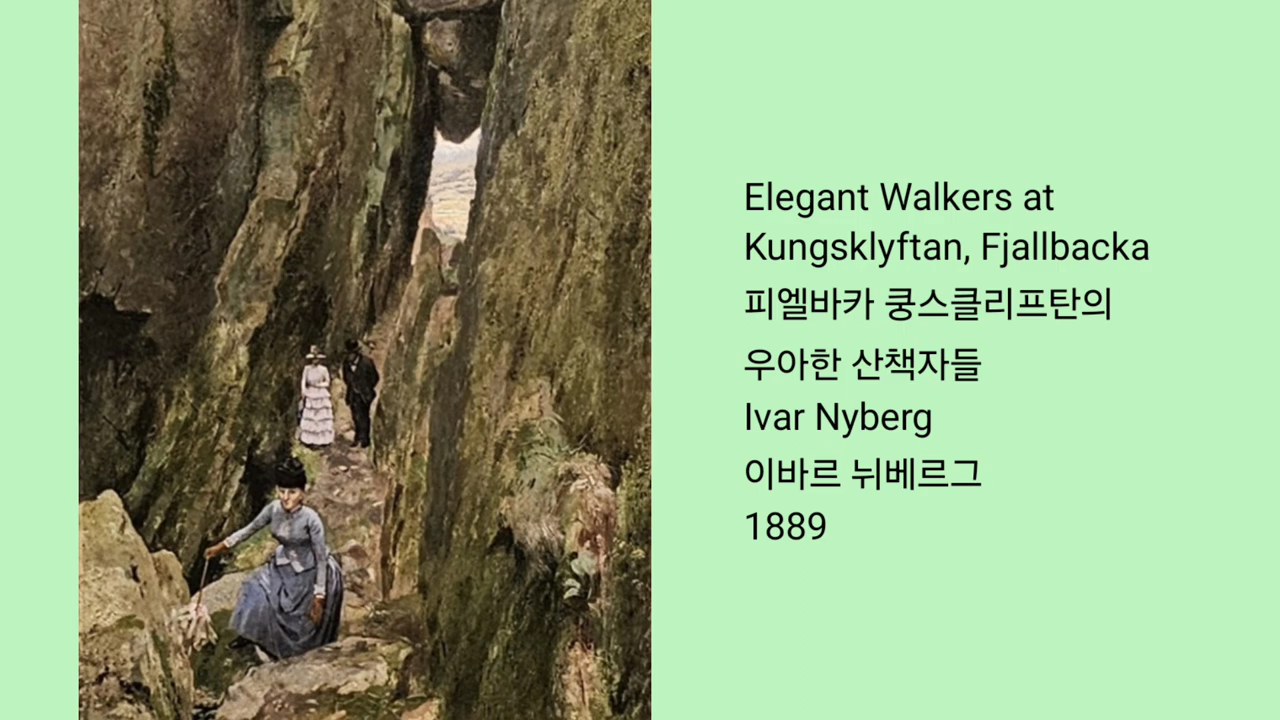 Elegant Walkers at
Kungsklyftan, Fjallbacka
피엘바카 쿵스클리프탄의
우아한 산책자들
Ivar Nyberg
이바르 뉘베르그
1889